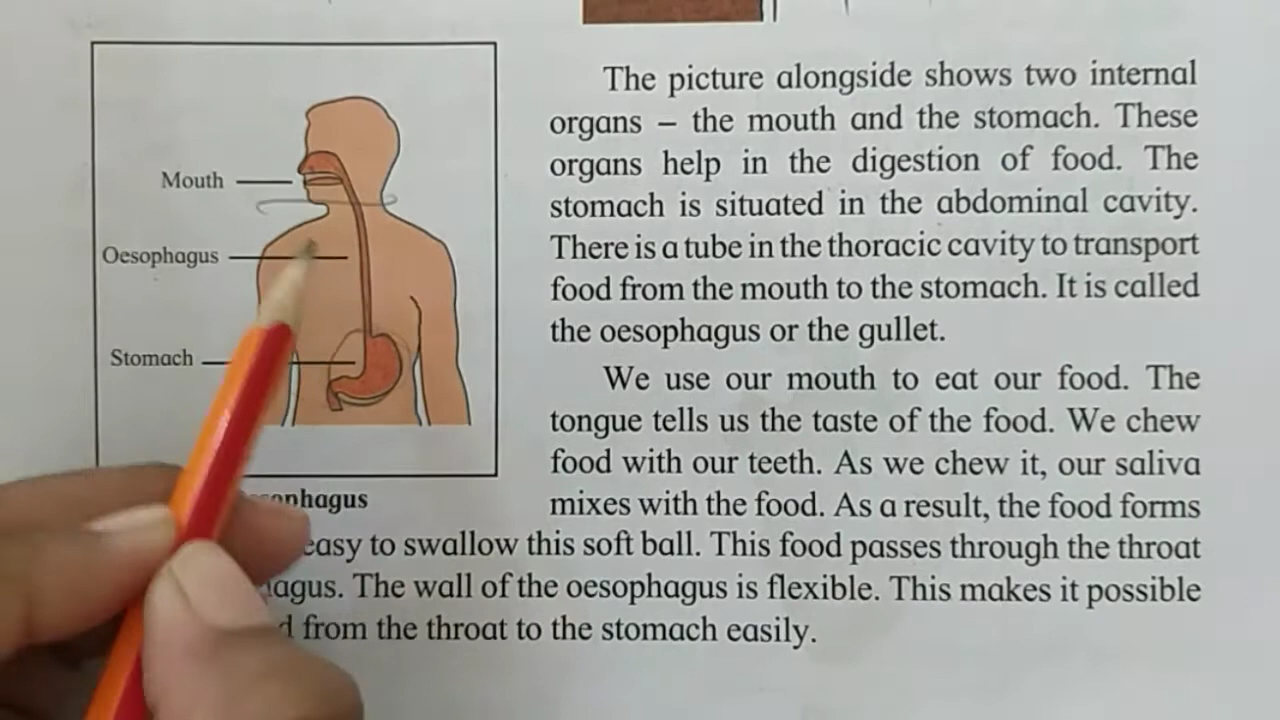 Mouth
Oesophagus
Stomach
The picture alongside shows two internal
organs – the mouth and the stomach. These
organs help in the digestion of food. The
stomach is situated in the abdominal cavity.
There is a tube in the thoracic cavity to transport
food from the mouth to the stomach. It is called
the oesophagus or the gullet.
We use our mouth to eat our food. The
tongue tells us the taste of the food. We chew
food with our teeth. As we chew it, our saliva
mixes with the food. As a result, the food forms
easy to swallow this soft ball. This food passes through the throat
The wall of the oesophagus is flexible. This makes it possible
from the throat to the stomach easily.